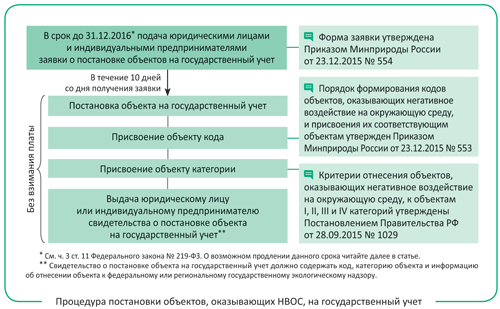 В срок до 31.12.2016* подача юридическими лицами
и индивидуальными предпринимателями
заявки о постановке объектов на государственный учет
Форма заявки утверждена
Приказом Минприроды России
от 23.12.2015 № 554
В течение 10 дней
со дня получения заявки
Без взимания платы
Постановка объекта на государственный учет
Присвоение объекту кода
Порядок формирования кодов
объектов, оказывающих негативное
воздействие на окружающую среду,
и присвоения их соответствующим
объектам утвержден Приказом
Минприроды России от 23.12.2015 № 553
Присвоение объекту категории
Выдача юридическому лицу
или индивидуальному предпринимателю
свидетельства о постановке объекта
на государственный учет**
Критерии отнесения объектов,
оказывающих негативное воздействие
на окружающую среду, к объектам
I, II, III и IV категорий утверждены
Постановлением Правительства РФ
от 28.09.2015 № 1029
* См. ч. 3 ст. 11 Федерального закона № 219-ФЗ. О возможном продлении данного срока читайте далее в статье.
** Свидетельство о постановке объекта на государственный учет должно содержать код, категорию объекта и информацию
об отнесении объекта к федеральному или региональному государственному экологическому надзору.
Процедура постановки объектов, оказывающих НВОС, на государственный учет